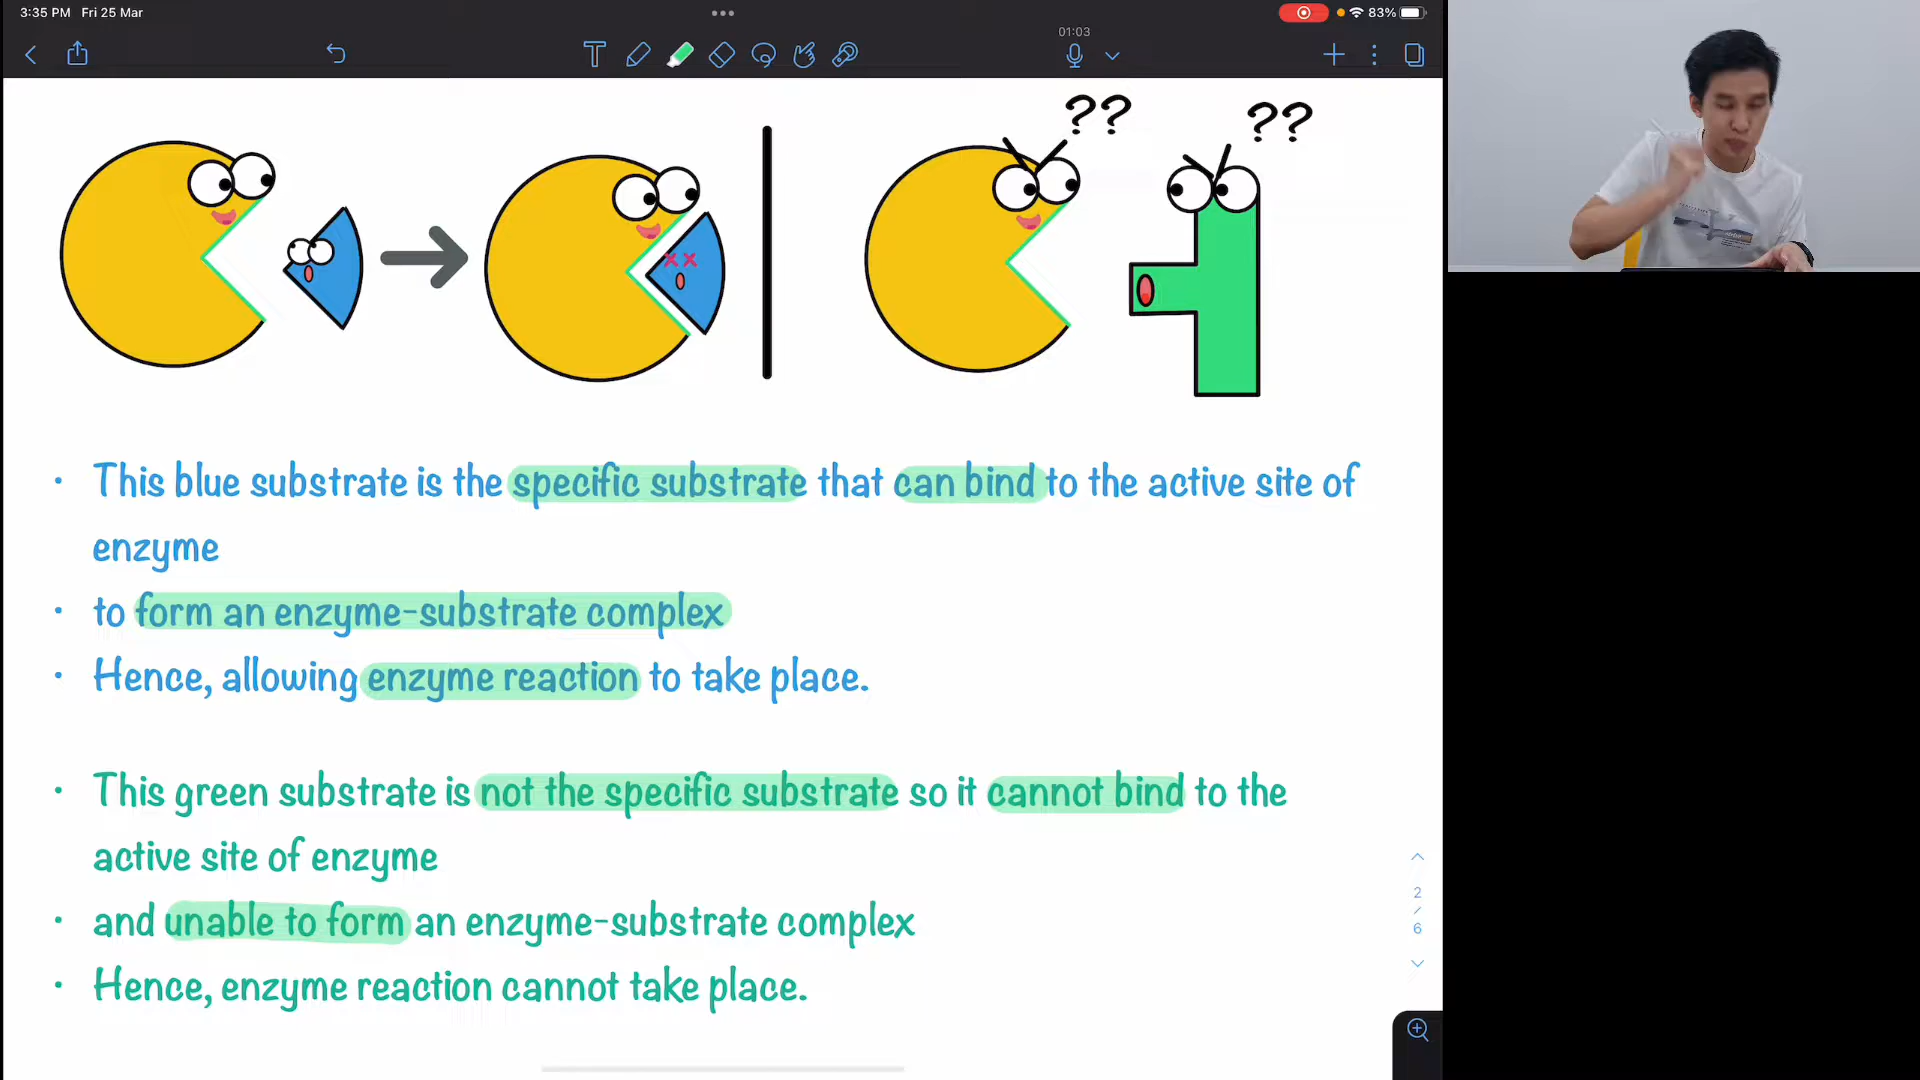 3:35 PM Fri 25 Mar
83%
01:03
??
??
This blue substrate is the specific substrate that can bind to the active site of
enzyme
to form an enzyme-substrate complex
Hence, allowing enzyme reaction to take place.
This green substrate is not the specific substrate so it cannot bind to the
active site of enzyme
and unable to form an enzyme-substrate complex
Hence, enzyme reaction cannot take place.
2
/
6